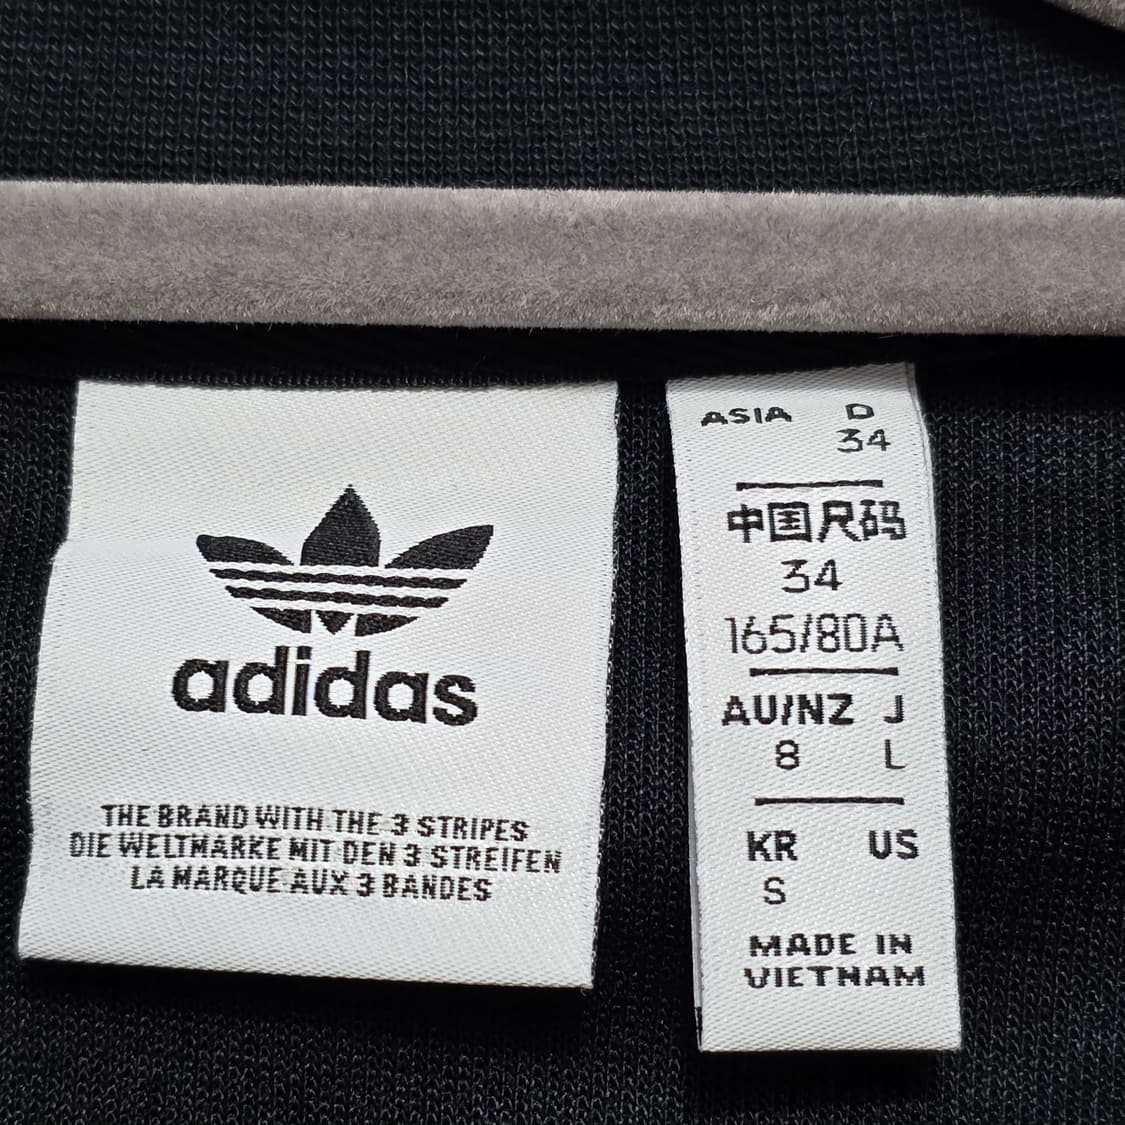 adidas
THE BRAND WITH THE 3 STRIPES
DIE WELTMARKE MIT DEN 3 STREIFEN
LA MARQUE AUX 3 BANDES
ASIA D
34
中国尺码
34
165/80A
AU/NZ J
8 L
KR US
S
MADE IN
VIETNAM